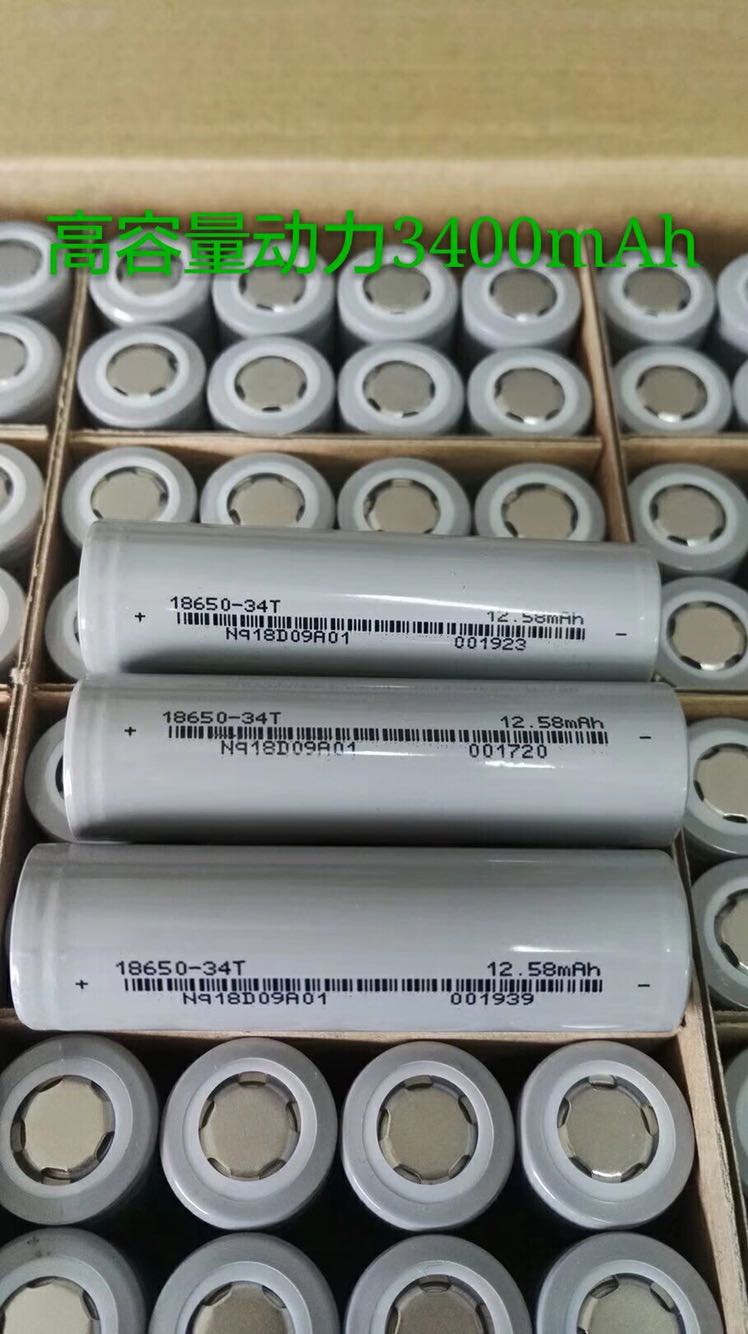 高容量动力3400mAh
18650-34T 12.58mAh
+ -
N918D09A01 001923
18650-34T 12.58mAh
+ -
N918D09A01 001720
18650-34T 12.58mAh
+ -
N918D09A01 001939